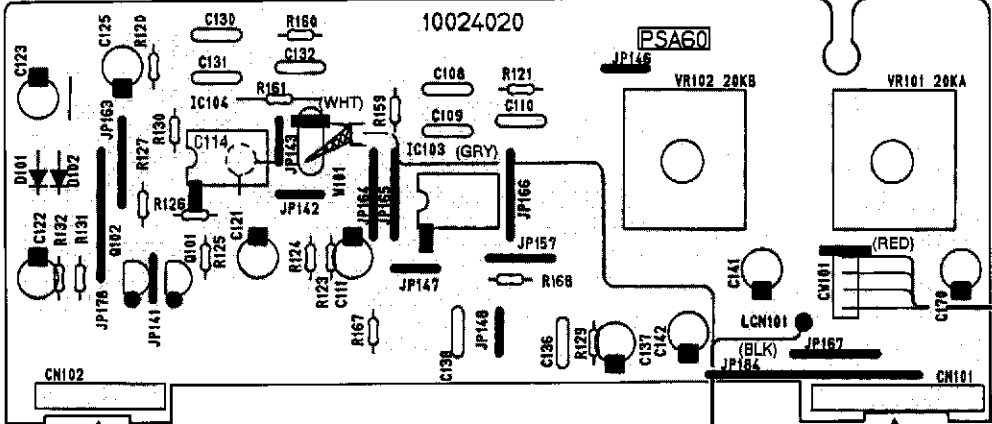 C123
C125
R120
C130
R160
10024020
PSA60
JP146
C131
C132
C108
R121
VR102 20KB
VR101 20KA
R161
IC104
(WHT)
R159
C109
C110
JP163
R130
C114
JP143
IC103 (GRY)
D101
D102
R127
W101
JP164
JP165
JP166
R126
JP142
C122
R132
R131
Q102
Q101
R125
C121
R124
R123
C111
JP147
JP157
R168
C141
CW101
(RED)
C170
JP178
JP141
R167
C138
JP148
C136
R129
C137
C142
LCN101
(BLK)
JP167
JP184
CN102
CN101